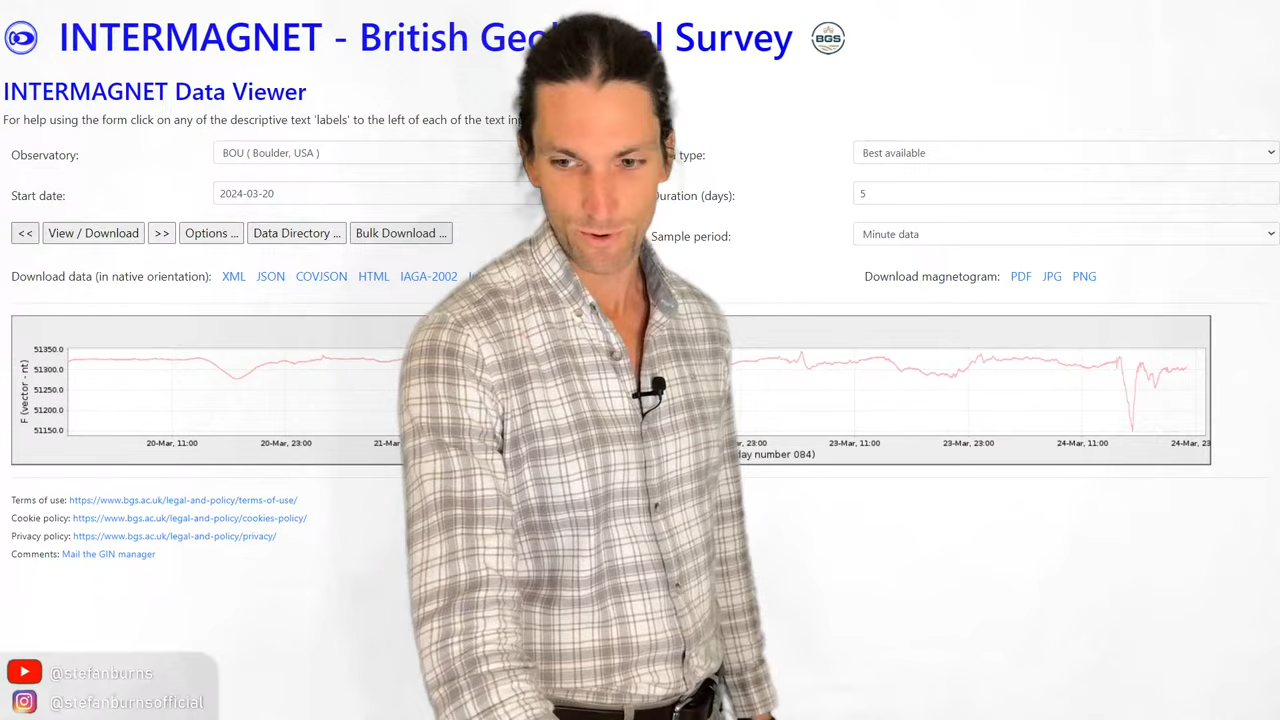 INTERMAGNET - British Geo al Survey BGS
INTERMAGNET Data Viewer
For help using the form click on any of the descriptive text 'labels' to the left of each of the text
Observatory: BOU ( Boulder, USA ) type: Best available
Start date: 2024-03-20 Duration (days): 5
<< View / Download >> Options ... Data Directory ... Bulk Download ... Sample period: Minute data
Download data (in native orientation): XML JSON COVJSON HTML IAGA-2002 Download magnetogram: PDF JPG PNG
F (vector - nt)
51350.0
51300.0
51250.0
51200.0
51150.0
20-Mar, 11:00 20-Mar, 23:00 21-Mar 23:00 23-Mar, 11:00 23-Mar, 23:00 24-Mar, 11:00 24-Mar, 23
day number 084)
Terms of use: https://www.bgs.ac.uk/legal-and-policy/terms-of-use/
Cookie policy: https://www.bgs.ac.uk/legal-and-policy/cookies-policy/
Privacy policy: https://www.bgs.ac.uk/legal-and-policy/privacy/
Comments: Mail the GIN manager
@stefanburns
@stefanburnsofficial